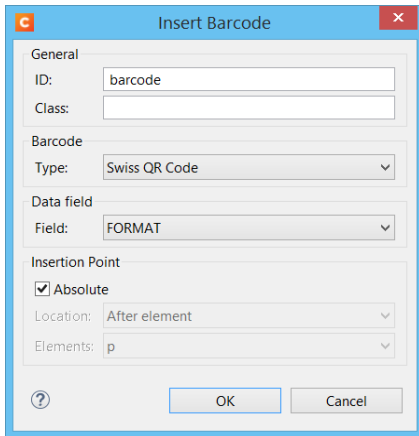 C Insert Barcode x
General
ID: barcode
Class:
Barcode
Type: Swiss QR Code
Data field
Field: FORMAT
Insertion Point
Absolute
Location: After element
Elements: p
? OK Cancel